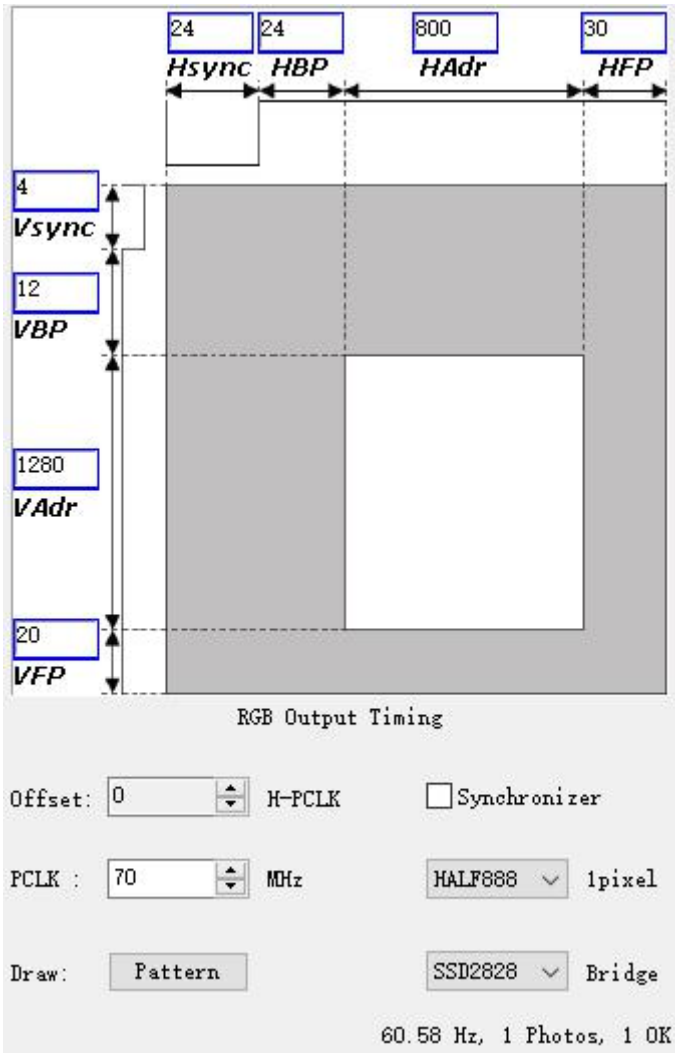 24 24 800 30
Hsync HBP HAdr HFP
4
Vsync
12
VBP
1280
VAdr
20
VFP
RGB Output Timing
Offset: 0 H-PCLK Synchronizer
PCLK : 70 MHz HALF888 1pixel
Draw: Pattern SSD2828 Bridge
60.58 Hz, 1 Photos, 1 OK